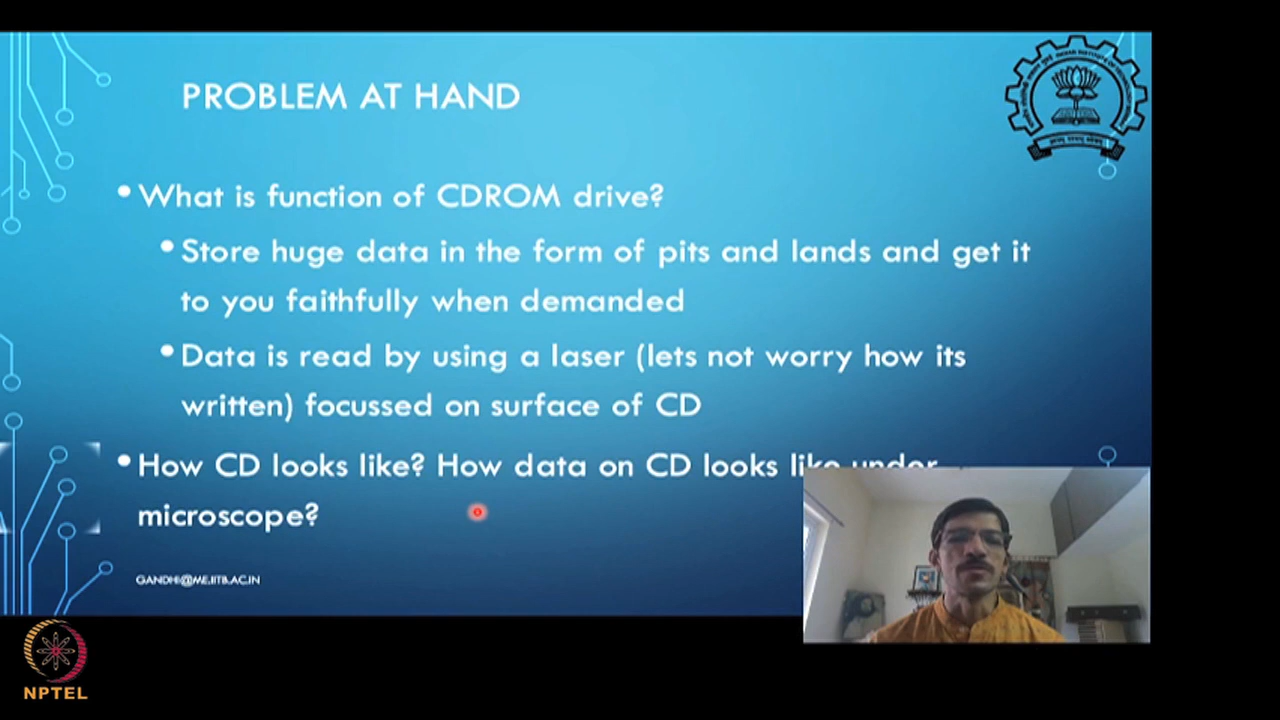 PROBLEM AT HAND
• What is function of CDROM drive?
• Store huge data in the form of pits and lands and get it
to you faithfully when demanded
• Data is read by using a laser (lets not worry how its
written) focussed on surface of CD
• How CD looks like? How data on CD looks like under
microscope?
GANDHI@ME.IITB.AC.IN
NPTEL